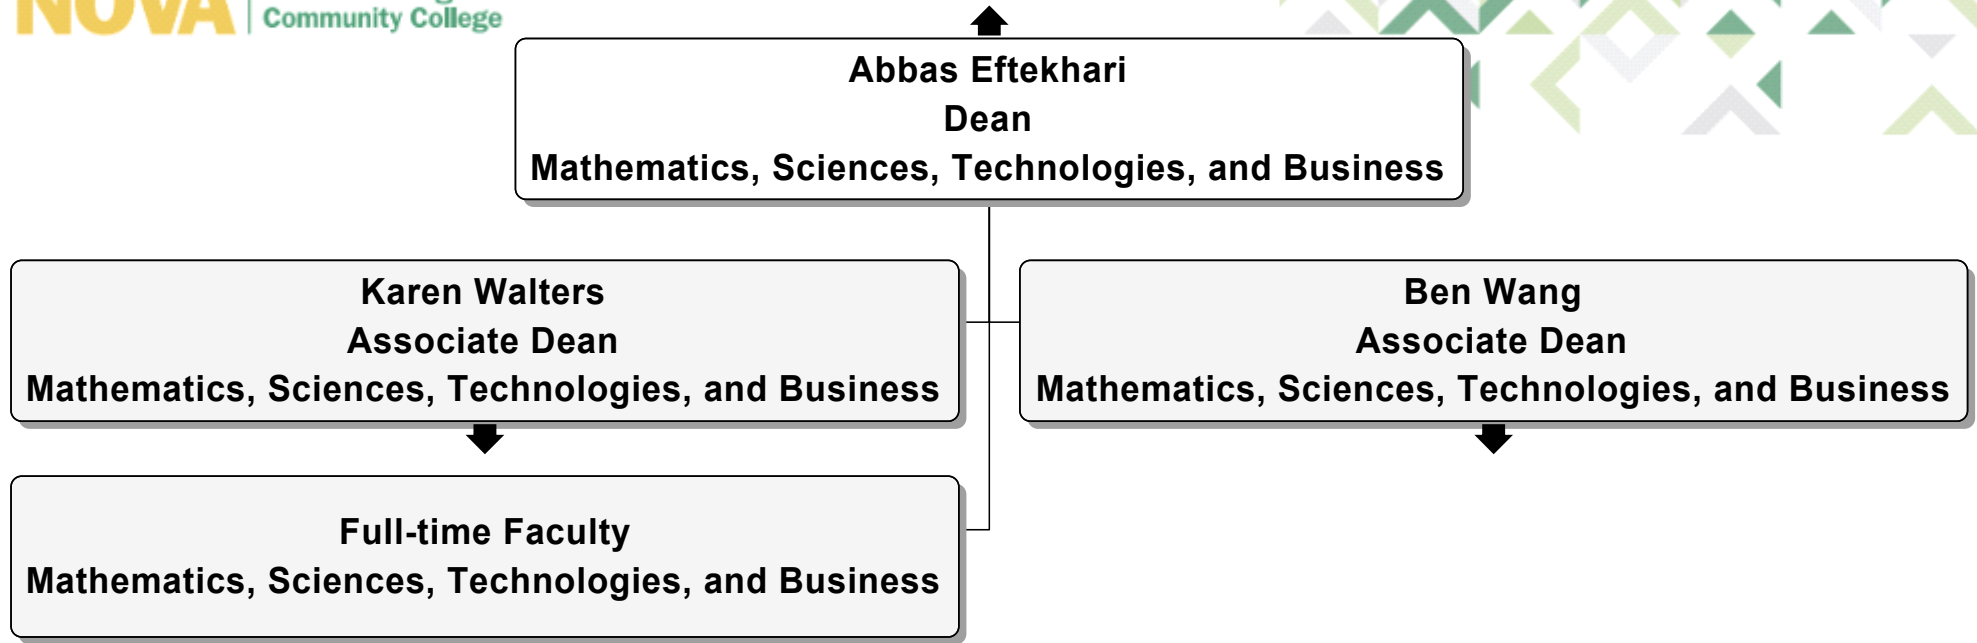 NOVA
Community College
Abbas Eftekhari
Dean
Mathematics, Sciences, Technologies, and Business
Karen Walters
Associate Dean
Mathematics, Sciences, Technologies, and Business
Ben Wang
Associate Dean
Mathematics, Sciences, Technologies, and Business
Full-time Faculty
Mathematics, Sciences, Technologies, and Business